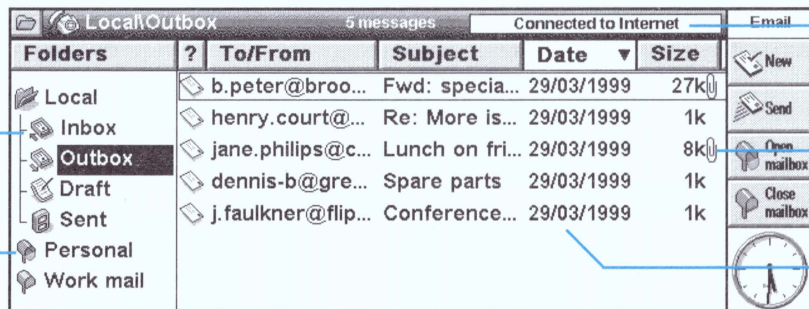 Local\Outbox 5 messages Connected to Internet Email
Folders ? To/From Subject Date Size
New
Local
Inbox
Outbox
Draft
Sent
Personal
Work mail
b.peter@broo... Fwd: specia... 29/03/1999 27k
henry.court@... Re: More is... 29/03/1999 1k
jane.philips@c... Lunch on fri... 29/03/1999 8k
dennis-b@gre... Spare parts 29/03/1999 1k
j.faulkner@flip... Conference... 29/03/1999 1k
Send
Open
mailbox
Close
mailbox